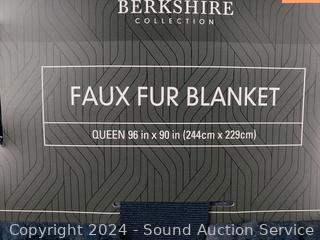 BERKSHIRE
COLLECTION
FAUX FUR BLANKET
QUEEN 96 in x 90 in (244cm x 229cm)
Copyright 2024 - Sound Auction Service